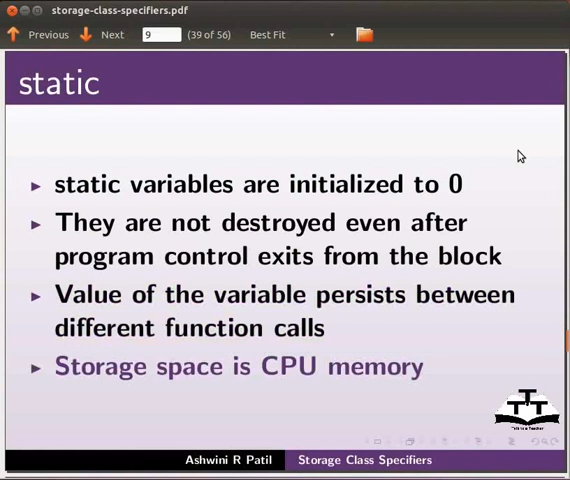 storage-class-specifiers.pdf
Previous Next 9 (39 of 56) Best Fit
static
static variables are initialized to 0
They are not destroyed even after
program control exits from the block
Value of the variable persists between
different function calls
Storage space is CPU memory
Ashwini R Patil Storage Class Specifiers